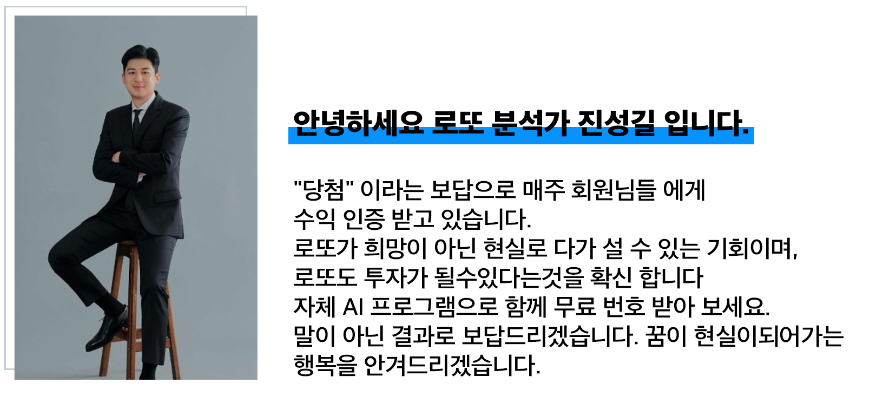 안녕하세요 로또 분석가 진성길 입니다.
"당첨" 이라는 보답으로 매주 회원님들 에게
수익 인증 받고 있습니다.
로또가 희망이 아닌 현실로 다가 설 수 있는 기회이며,
로또도 투자가 될수있다는것을 확신 합니다
자체 AI 프로그램으로 함께 무료 번호 받아 보세요.
말이 아닌 결과로 보답드리겠습니다. 꿈이 현실이되어가는
행복을 안겨드리겠습니다.